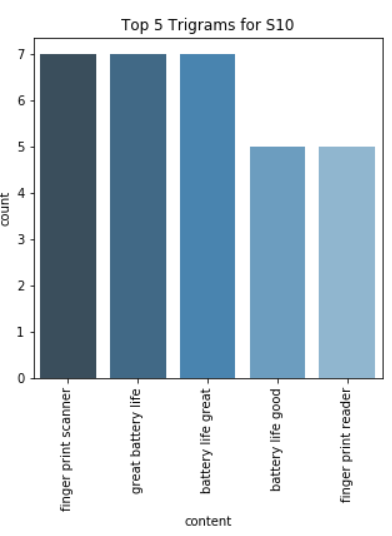 Top 5 Trigrams for S10
7
6
5
4
3
2
1
0
count
finger print scanner
great battery life
battery life great
battery life good
finger print reader
content